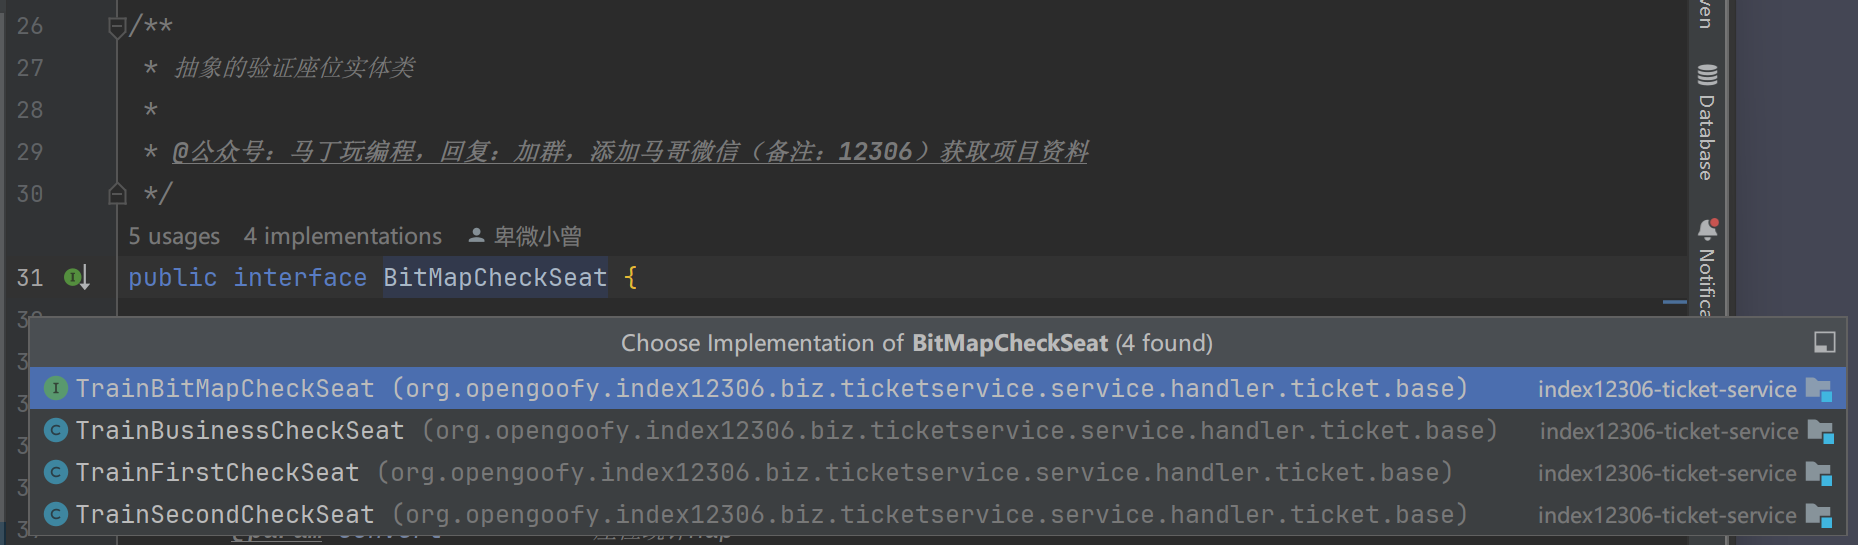 26 /**
27 * 抽象的验证座位实体类
28 *
29 * @公众号：马丁玩编程，回复：加群，添加马哥微信（备注：12306）获取项目资料
30 */
5 usages 4 implementations 卑微小曾
31 public interface BitMapCheckSeat {
Choose Implementation of BitMapCheckSeat (4 found)
TrainBitMapCheckSeat (org.opengoofy.index12306.biz.ticketservice.service.handler.ticket.base) index12306-ticket-service
TrainBusinessCheckSeat (org.opengoofy.index12306.biz.ticketservice.service.handler.ticket.base) index12306-ticket-service
TrainFirstCheckSeat (org.opengoofy.index12306.biz.ticketservice.service.handler.ticket.base) index12306-ticket-service
TrainSecondCheckSeat (org.opengoofy.index12306.biz.ticketservice.service.handler.ticket.base) index12306-ticket-service
ven
Database
Notifica